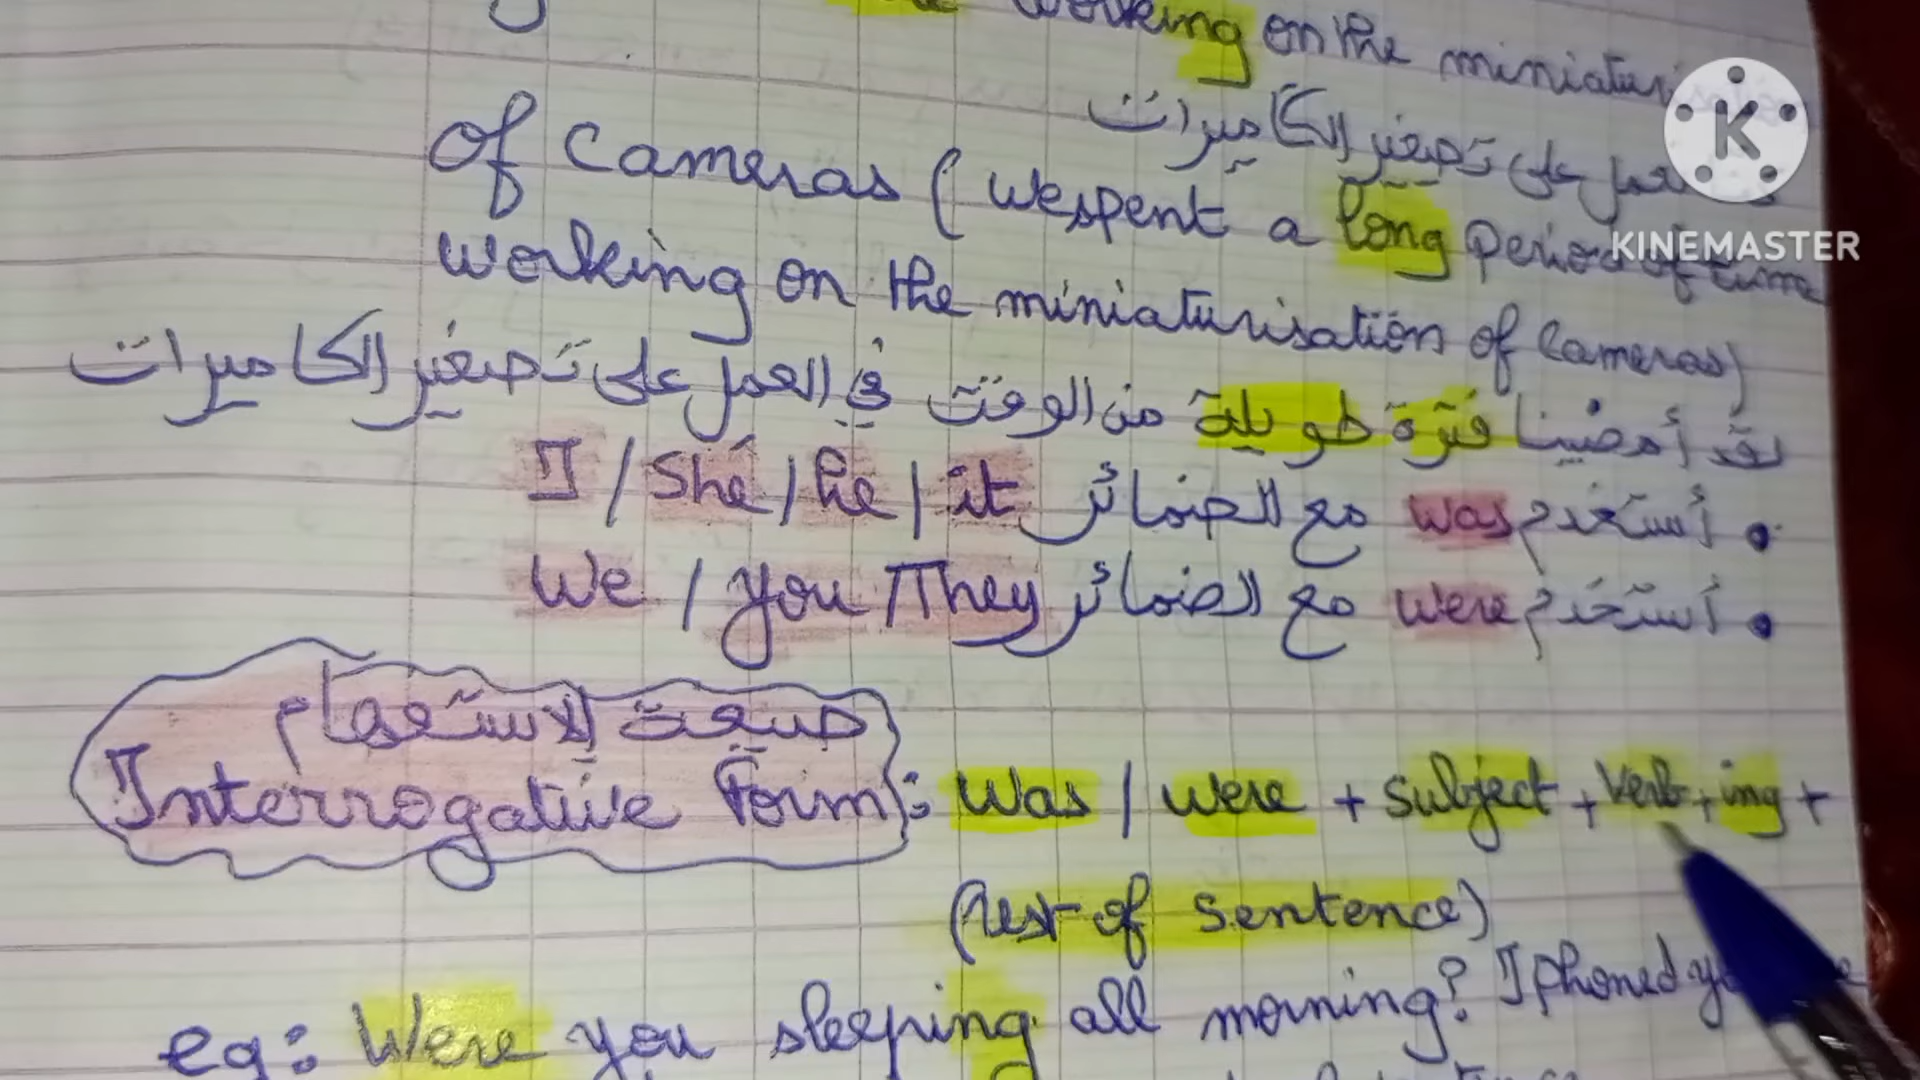 working on the miniaturis
العمل على تصغير الكاميرات
of cameras ( we spent a long period of time
working on the miniaturisation of cameras)
لقد أمضينا فترة طويلة من الوقت في العمل على تصغير الكاميرات
• أستخدم was مع الضمائر I / She / he / it
• أستخدم were مع الضمائر We / you / They
صيغة الاستفهام
Interrogative Form : Was / were + subject + verb + ing +
(rest of sentence)
eg: Were you sleeping all morning? I phoned
K
KINEMASTER